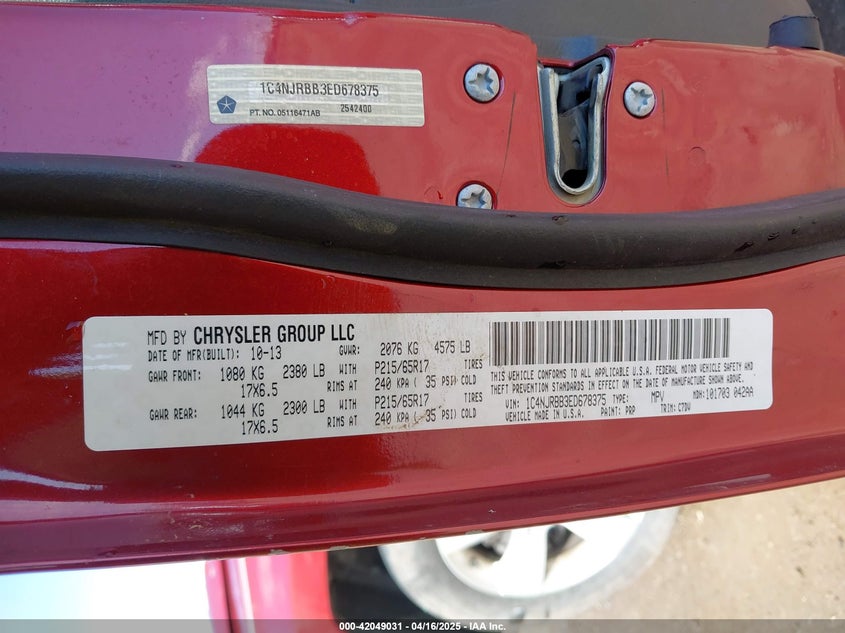 1C4NJRBB3ED678375
PT. NO. 05116471AB 2542400
MFD BY CHRYSLER GROUP LLC
DATE OF MFR(BUILT): 10-13 GVWR: 2076 KG 4575 LB
GAWR FRONT: 1080 KG 2380 LB WITH P215/65R17 TIRES
17X6.5 RIMS AT 240 KPA ( 35 PSI) COLD
GAWR REAR: 1044 KG 2300 LB WITH P215/65R17 TIRES
17X6.5 RIMS AT 240 KPA ( 35 PSI) COLD
THIS VEHICLE CONFORMS TO ALL APPLICABLE U.S.A. FEDERAL MOTOR VEHICLE SAFETY AND
THEFT PREVENTION STANDARDS IN EFFECT ON THE DATE OF MANUFACTURE SHOWN ABOVE.
VIN: 1C4NJRBB3ED678375 TYPE: MPV MDH: 101703 042AA
VEHICLE MADE IN U.S.A. PAINT: PRP TRIM: C7DV
000-42049031 - 04/16/2025 - IAA Inc.